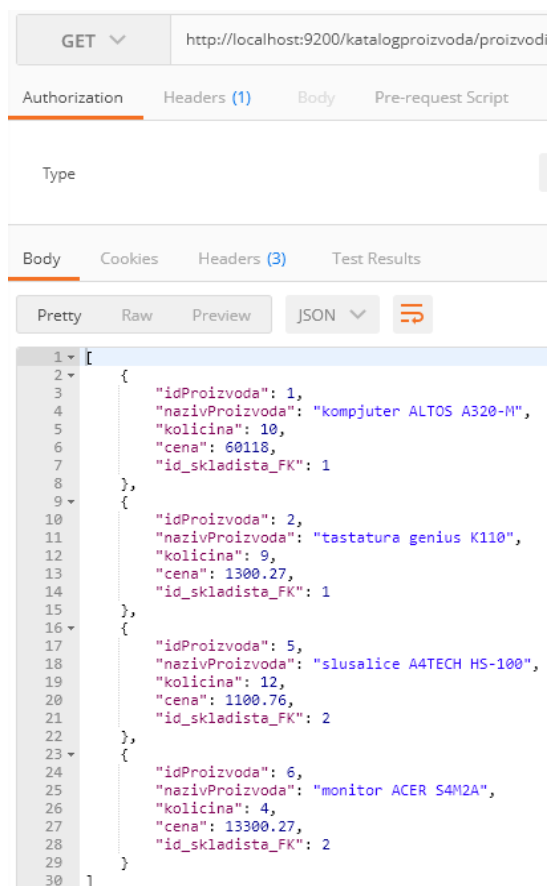 GET http://localhost:9200/katalogproizvoda/proizvodi
Authorization Headers (1) Body Pre-request Script
Type
Body Cookies Headers (3) Test Results
Pretty Raw Preview JSON
1 [
2 {
3 "idProizvoda": 1,
4 "nazivProizvoda": "kompjuter ALTOS A320-M",
5 "kolicina": 10,
6 "cena": 60118,
7 "id_skladista_FK": 1
8 },
9 {
10 "idProizvoda": 2,
11 "nazivProizvoda": "tastatura genius K110",
12 "kolicina": 9,
13 "cena": 1300.27,
14 "id_skladista_FK": 1
15 },
16 {
17 "idProizvoda": 5,
18 "nazivProizvoda": "slusalice A4TECH HS-100",
19 "kolicina": 12,
20 "cena": 1100.76,
21 "id_skladista_FK": 2
22 },
23 {
24 "idProizvoda": 6,
25 "nazivProizvoda": "monitor ACER S4M2A",
26 "kolicina": 4,
27 "cena": 13300.27,
28 "id_skladista_FK": 2
29 }
30 ]